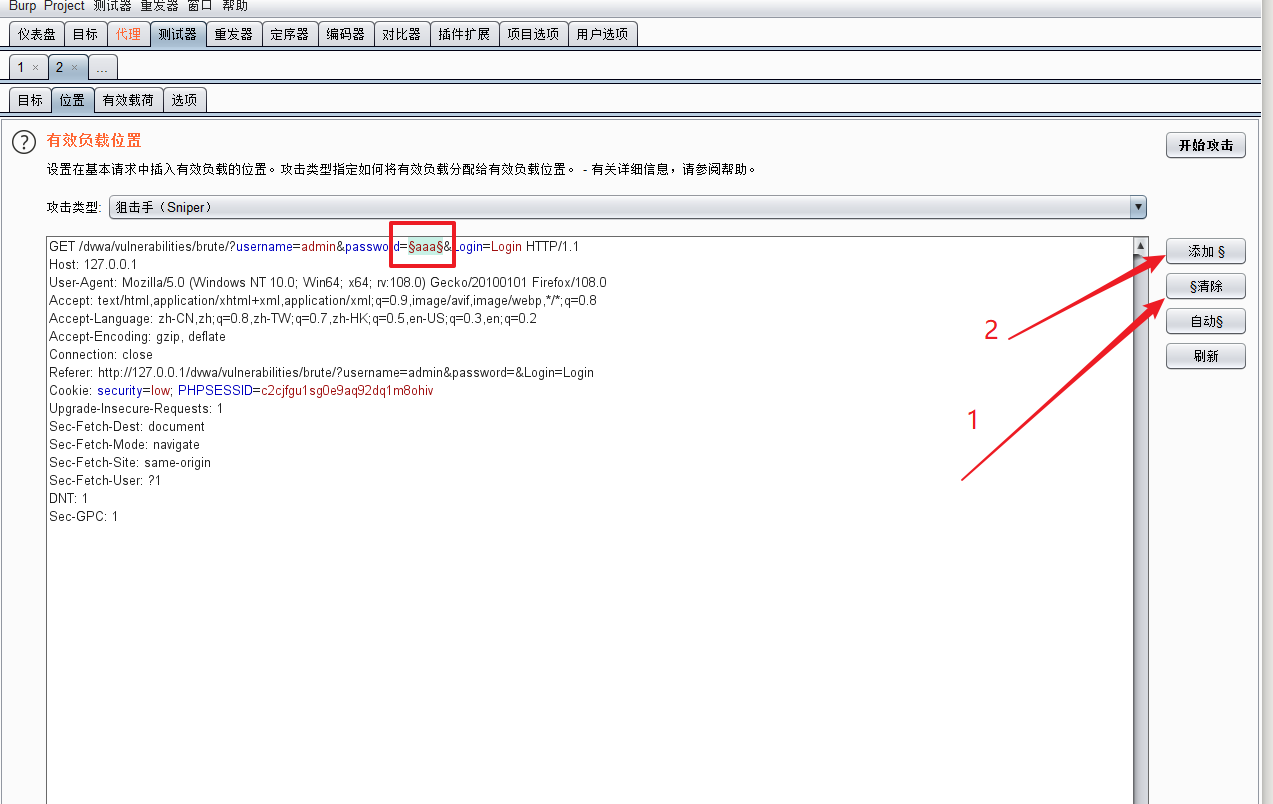 Burp Project 测试器 重发器 窗口 帮助
仪表盘 目标 代理 测试器 重发器 定序器 编码器 对比器 插件扩展 项目选项 用户选项
1 × 2 × ...
目标 位置 有效载荷 选项
? 有效负载位置
开始攻击
设置在基本请求中插入有效负载的位置。攻击类型指定如何将有效负载分配给有效负载位置。 - 有关详细信息，请参阅帮助。
攻击类型: 狙击手（Sniper）
GET /dvwa/vulnerabilities/brute/?username=admin&password=§aaa§&Login=Login HTTP/1.1
Host: 127.0.0.1
User-Agent: Mozilla/5.0 (Windows NT 10.0; Win64; x64; rv:108.0) Gecko/20100101 Firefox/108.0
Accept: text/html,application/xhtml+xml,application/xml;q=0.9,image/avif,image/webp,*/*;q=0.8
Accept-Language: zh-CN,zh;q=0.8,zh-TW;q=0.7,zh-HK;q=0.5,en-US;q=0.3,en;q=0.2
Accept-Encoding: gzip, deflate
Connection: close
Referer: http://127.0.0.1/dvwa/vulnerabilities/brute/?username=admin&password=&Login=Login
Cookie: security=low; PHPSESSID=c2cjfgu1sg0e9aq92dq1m8ohiv
Upgrade-Insecure-Requests: 1
Sec-Fetch-Dest: document
Sec-Fetch-Mode: navigate
Sec-Fetch-Site: same-origin
Sec-Fetch-User: ?1
DNT: 1
Sec-GPC: 1
添加 §
§清除
自动§
刷新
2
1